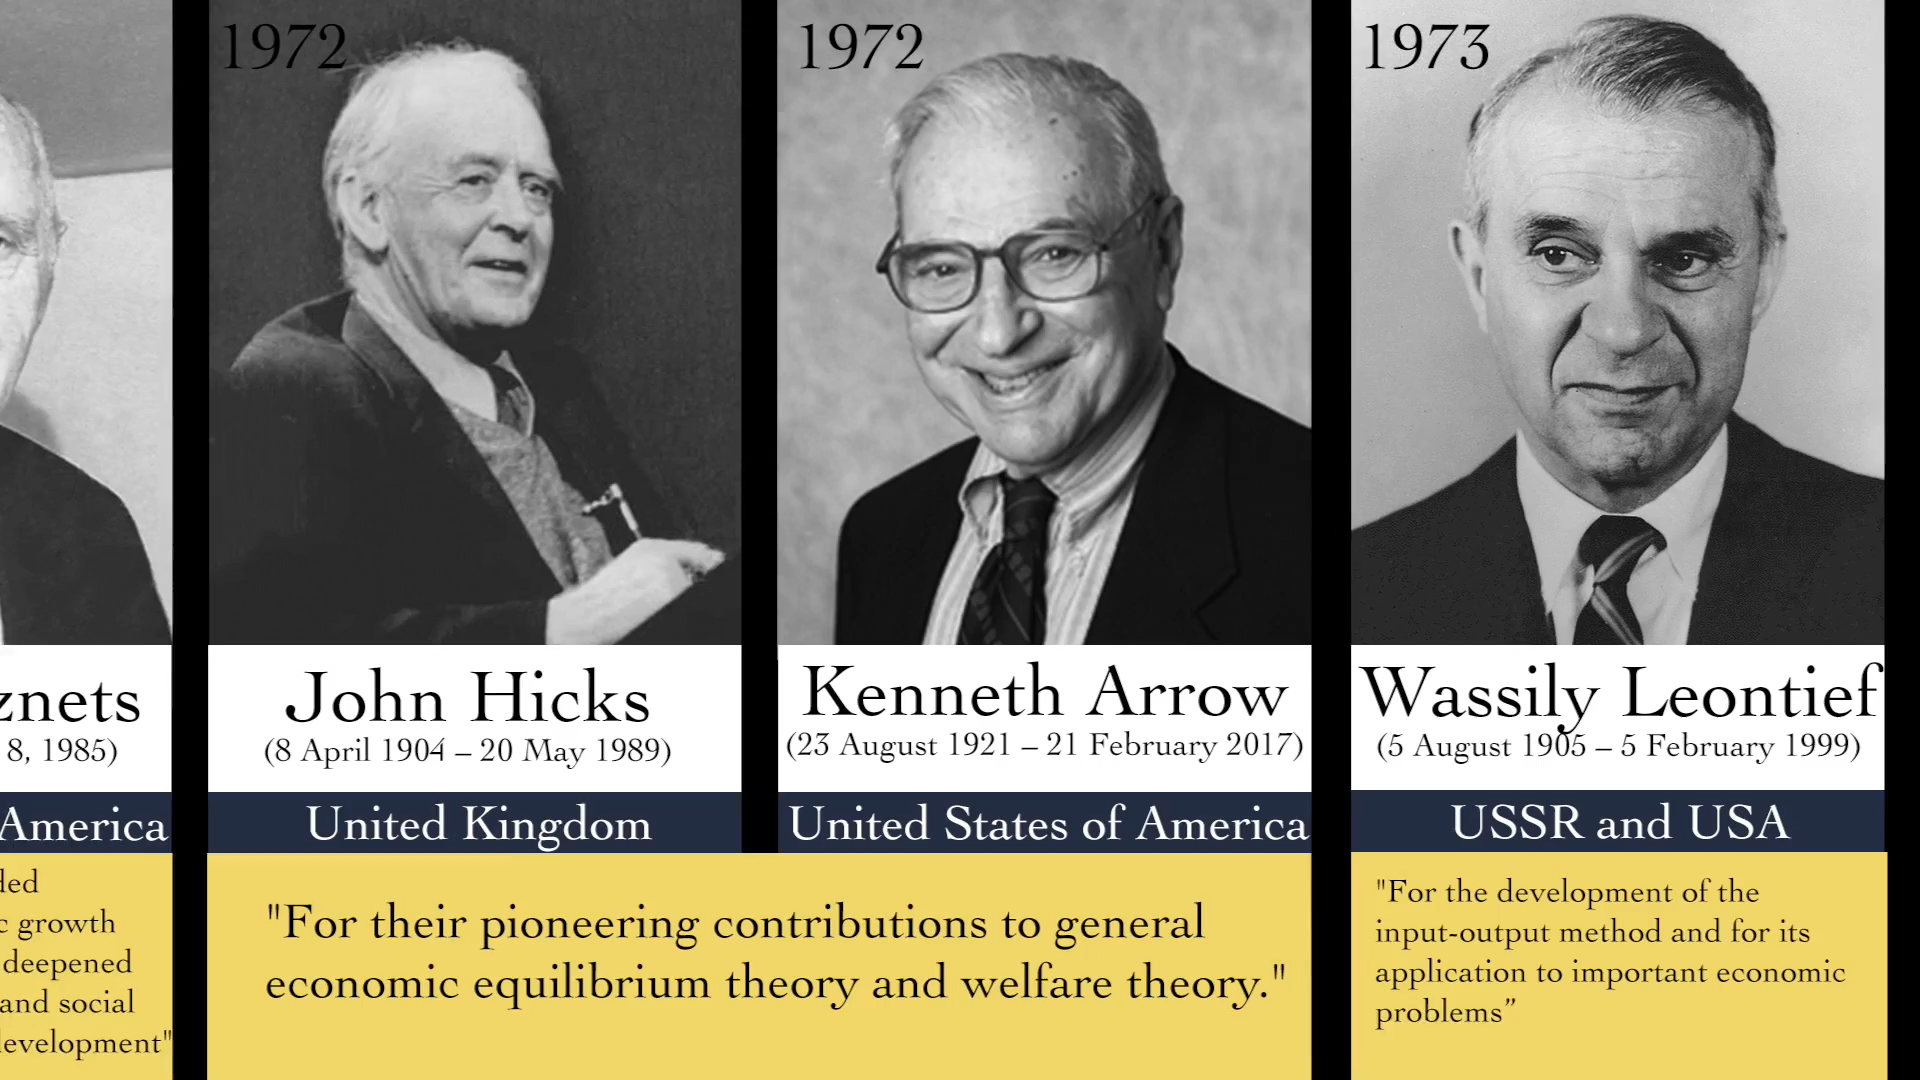 znets
8, 1985)
America
ded
c growth
deepened
and social
development"
1972
John Hicks
(8 April 1904 – 20 May 1989)
United Kingdom
1972
Kenneth Arrow
(23 August 1921 – 21 February 2017)
United States of America
"For their pioneering contributions to general
economic equilibrium theory and welfare theory."
1973
Wassily Leontief
(5 August 1905 – 5 February 1999)
USSR and USA
"For the development of the
input-output method and for its
application to important economic
problems”